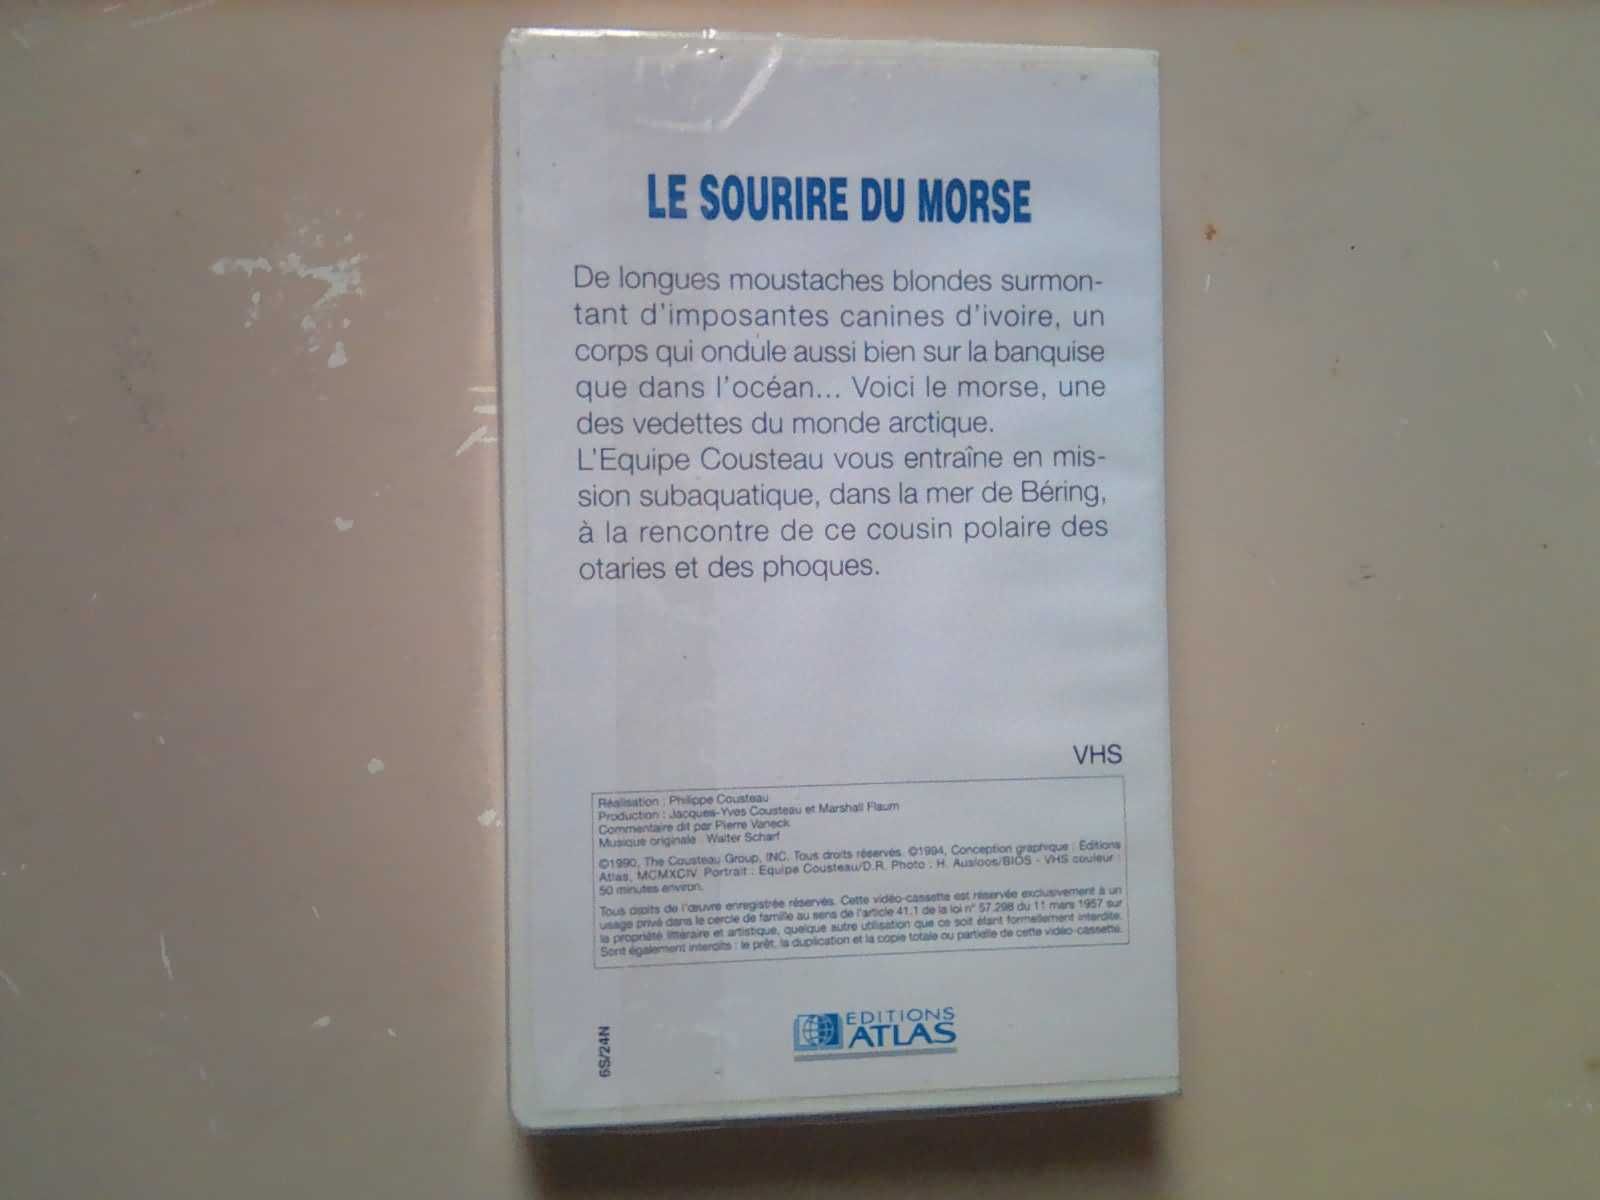 LE SOURIRE DU MORSE
De longues moustaches blondes surmon-
tant d'imposantes canines d'ivoire, un
corps qui ondule aussi bien sur la banquise
que dans l'océan... Voici le morse, une
des vedettes du monde arctique.
L'Equipe Cousteau vous entraîne en mis-
sion subaquatique, dans la mer de Béring,
à la rencontre de ce cousin polaire des
otaries et des phoques.
VHS
Réalisation : Philippe Cousteau
Production : Jacques-Yves Cousteau et Marshall Flaum
Commentaire dit par Pierre Vaneck
Musique originale : Walter Scharf
©1990, The Cousteau Group, INC. Tous droits réservés. ©1994, Conception graphique : Editions
Atlas, MCMXCIV. Portrait : Equipe Cousteau/D.R. Photo : H. Ausloos/BIOS - VHS couleur :
50 minutes environ.
Tous droits de l'œuvre enregistrée réservés. Cette vidéo-cassette est réservée exclusivement à un
usage privé dans le cercle de famille au sens de l'article 41.1 de la loi n° 57.298 du 11 mars 1957 sur
la propriété littéraire et artistique, quelque autre utilisation que ce soit étant formellement interdite.
Sont également interdits : le prêt, la duplication et la copie totale ou partielle de cette vidéo-cassette.
6S/24N
EDITIONS
ATLAS